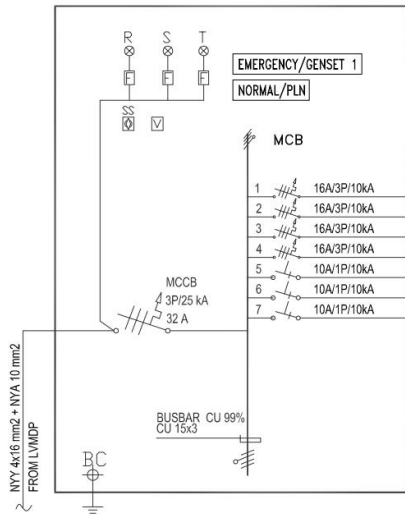 R S T
F F F
EMERGENCY/GENSET 1
NORMAL/PLN
SS
V
MCB
1 16A/3P/10kA
2 16A/3P/10kA
3 16A/3P/10kA
4 16A/3P/10kA
5 10A/1P/10kA
6 10A/1P/10kA
7 10A/1P/10kA
MCCB
3P/25 kA
32 A
BUSBAR CU 99%
CU 15x3
BC
NYY 4x16 mm2 + NYA 10 mm2
FROM LVMDP